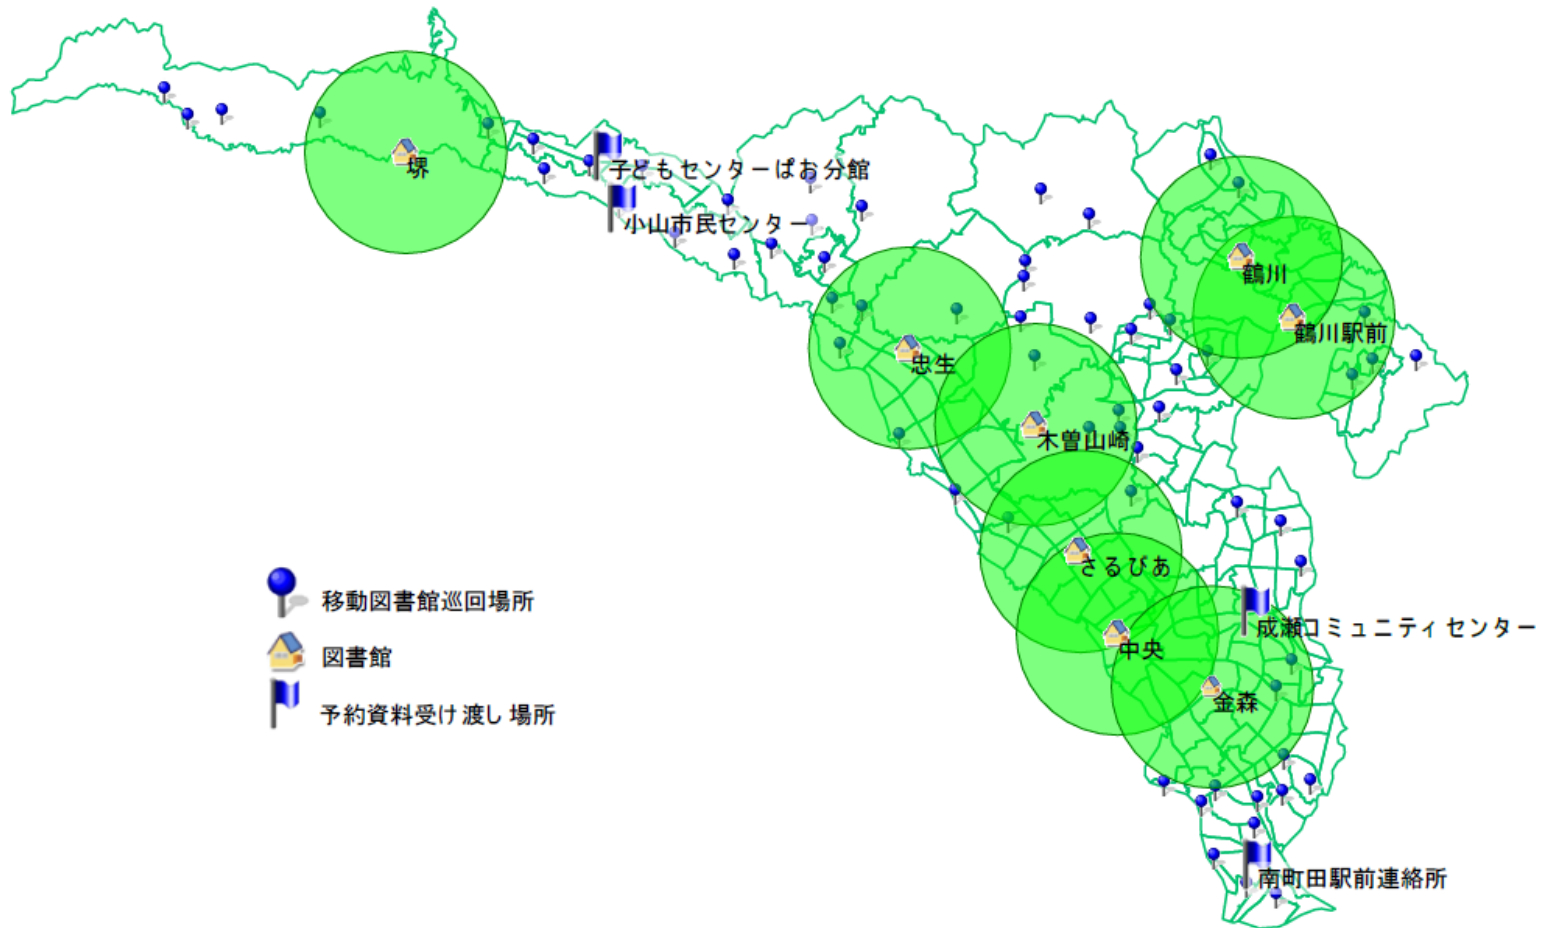 堺
子どもセンターぱお分館
小山市民センター
鶴川
鶴川駅前
忠生
木曽山崎
さるびあ
移動図書館巡回場所
成瀬コミュニティセンター
中央
図書館
金森
予約資料受け渡し場所
南町田駅前連絡所